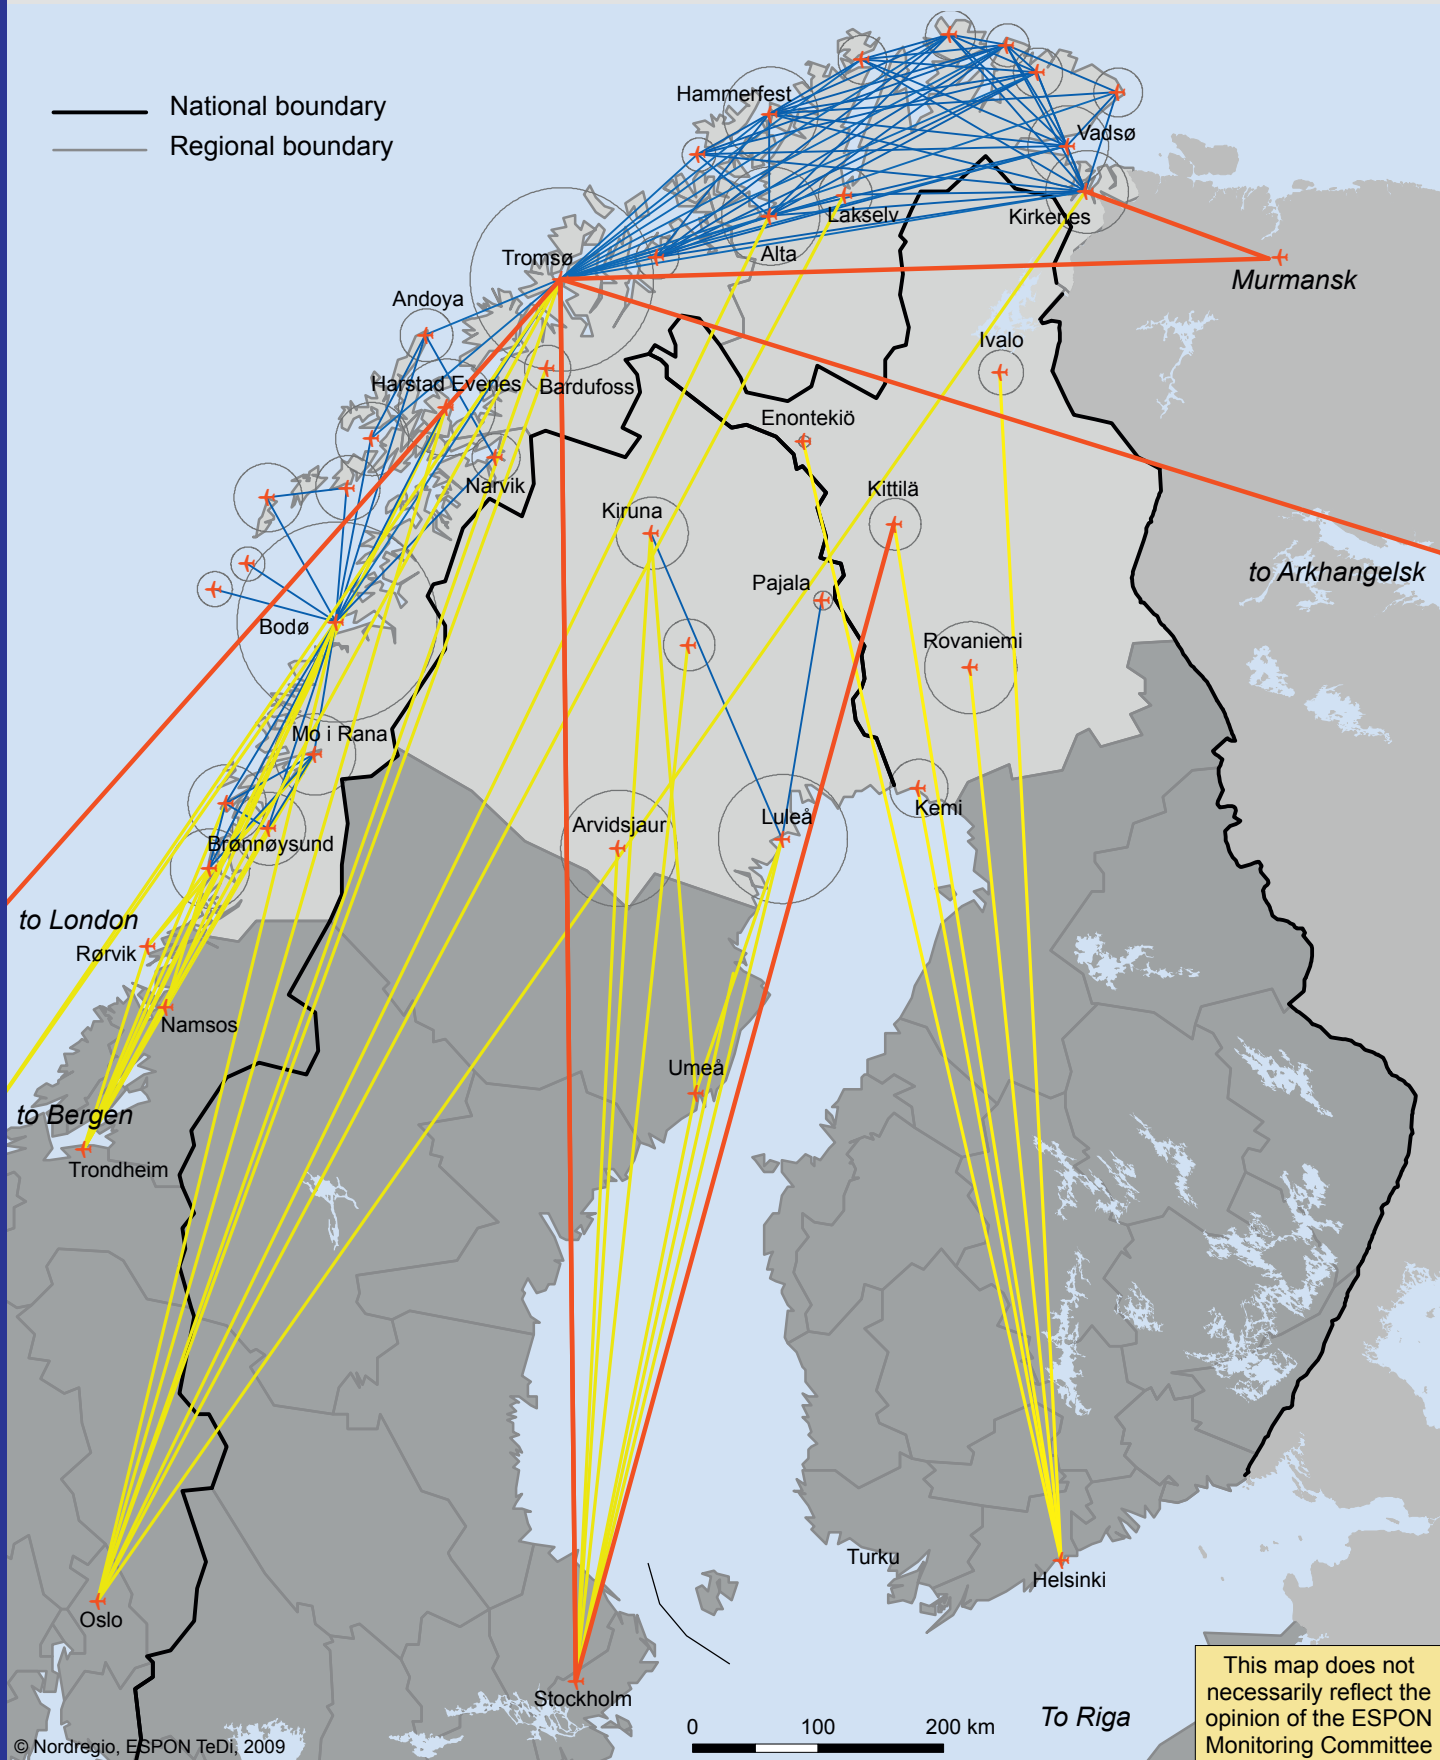 National boundary
Regional boundary
Hammerfest
Vadsø
Lakselv
Kirkenes
Alta
Tromsø
Murmansk
Andoya
Ivalo
Harstad Evenes
Bardufoss
Enontekiö
Narvik
Kittilä
Kiruna
to Arkhangelsk
Pajala
Bodø
Rovaniemi
Mo i Rana
Kemi
Luleå
Arvidsjaur
Brønnøysund
to London
Rørvik
Namsos
Umeå
to Bergen
Trondheim
Turku
Helsinki
Oslo
Stockholm
To Riga
0 100 200 km
This map does not
necessarily reflect the
opinion of the ESPON
Monitoring Committee
© Nordregio, ESPON TeDi, 2009